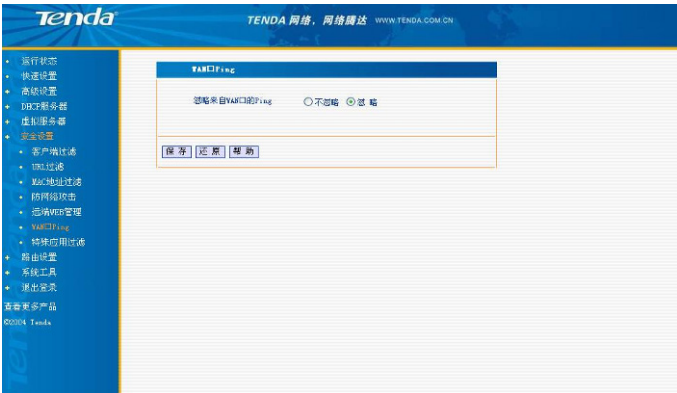 Tenda
TENDA 网络，网络腾达 WWW.TENDA.COM.CN
运行状态
快速设置
高级设置
DHCP服务器
虚拟服务器
安全设置
客户端过滤
URL过滤
MAC地址过滤
防网络攻击
远端WEB管理
WAN口Ping
特殊应用过滤
路由设置
系统工具
退出登录
查看更多产品
©2004 Tenda
WAN口Ping
忽略来自WAN口的Ping 不忽略 忽 略
保 存 还 原 帮 助